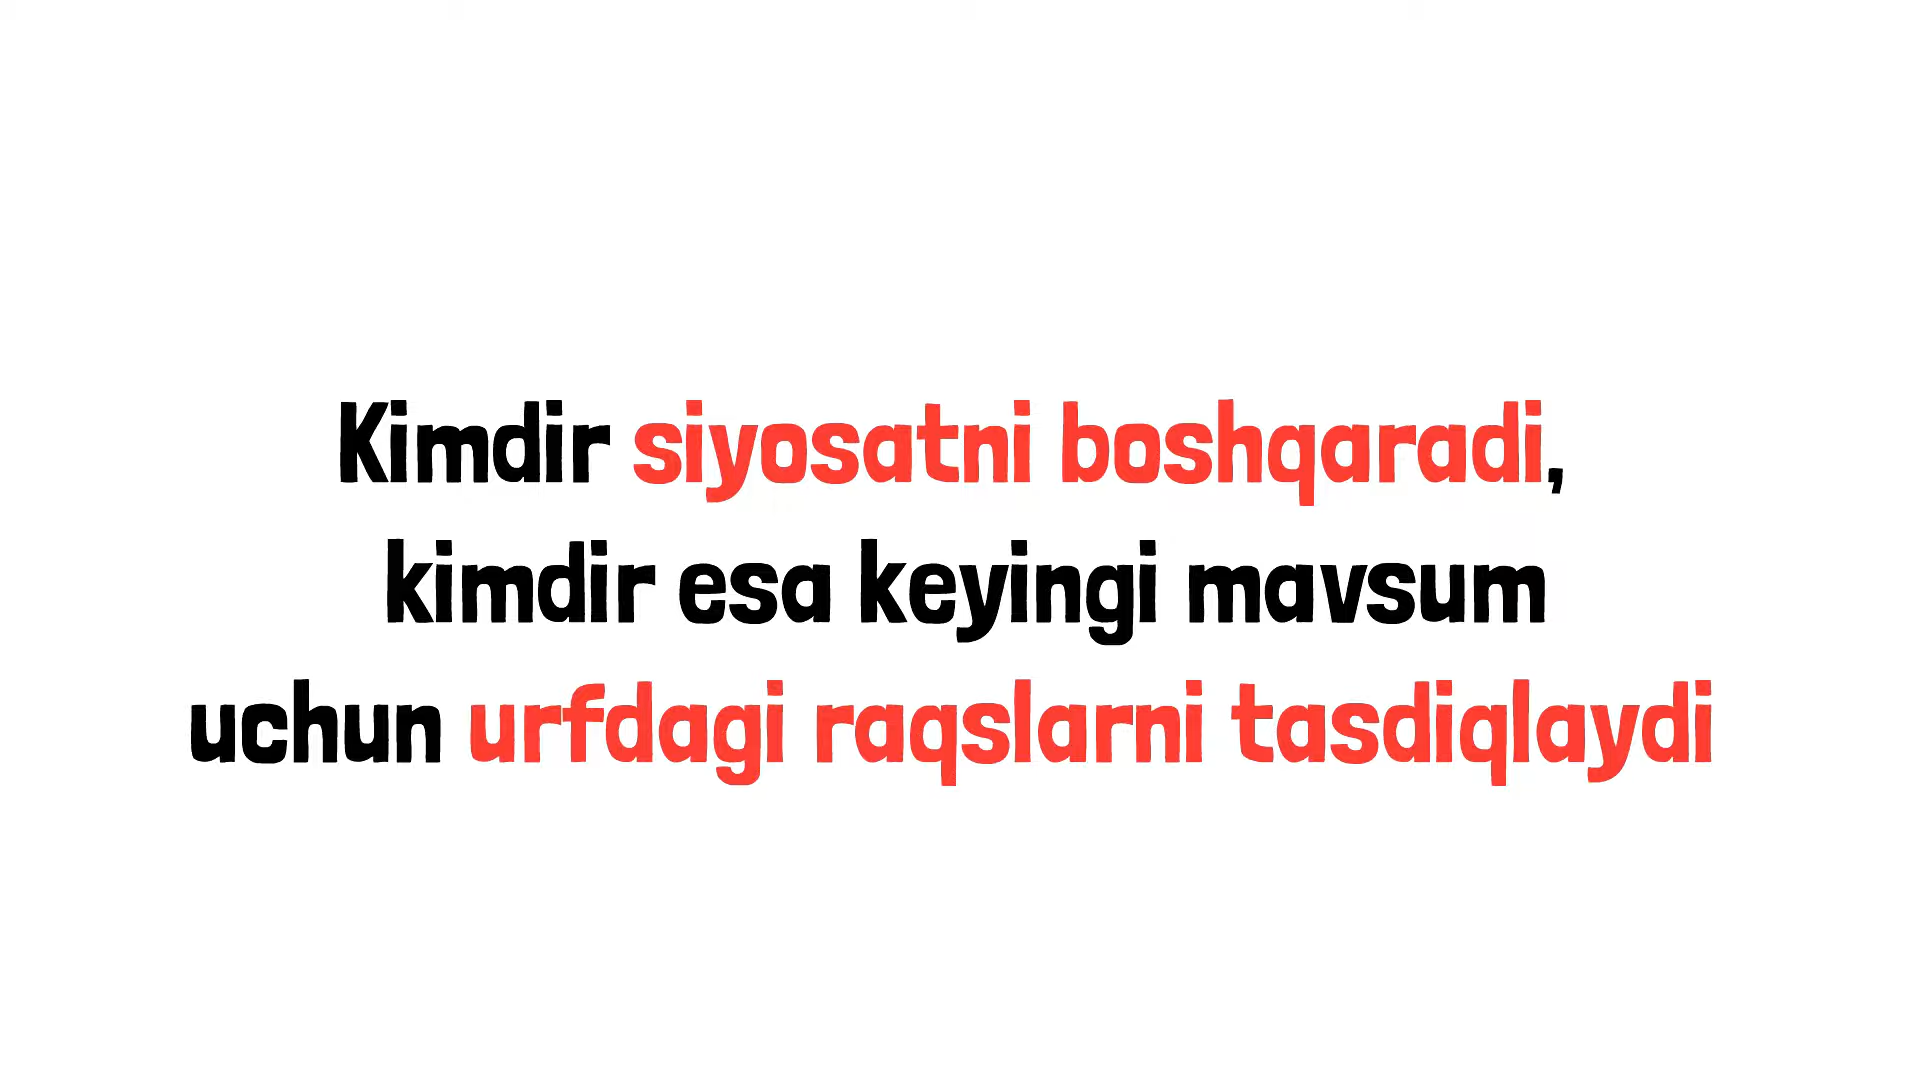 Kimdir siyosatni boshqaradi,
kimdir esa keyingi mavsum
uchun urfdagi raqslarni tasdiqlaydi